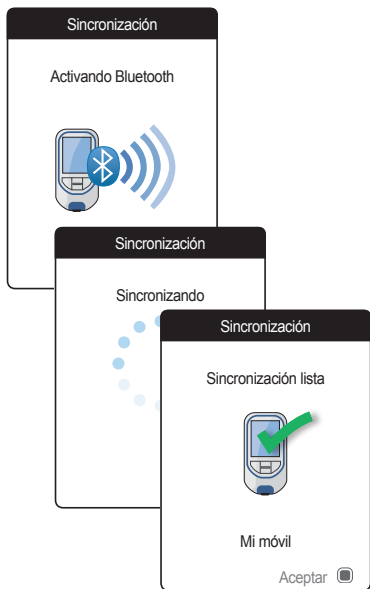 Sincronización
Activando Bluetooth
Sincronización
Sincronizando
Sincronización
Sincronización lista
Mi móvil
Aceptar